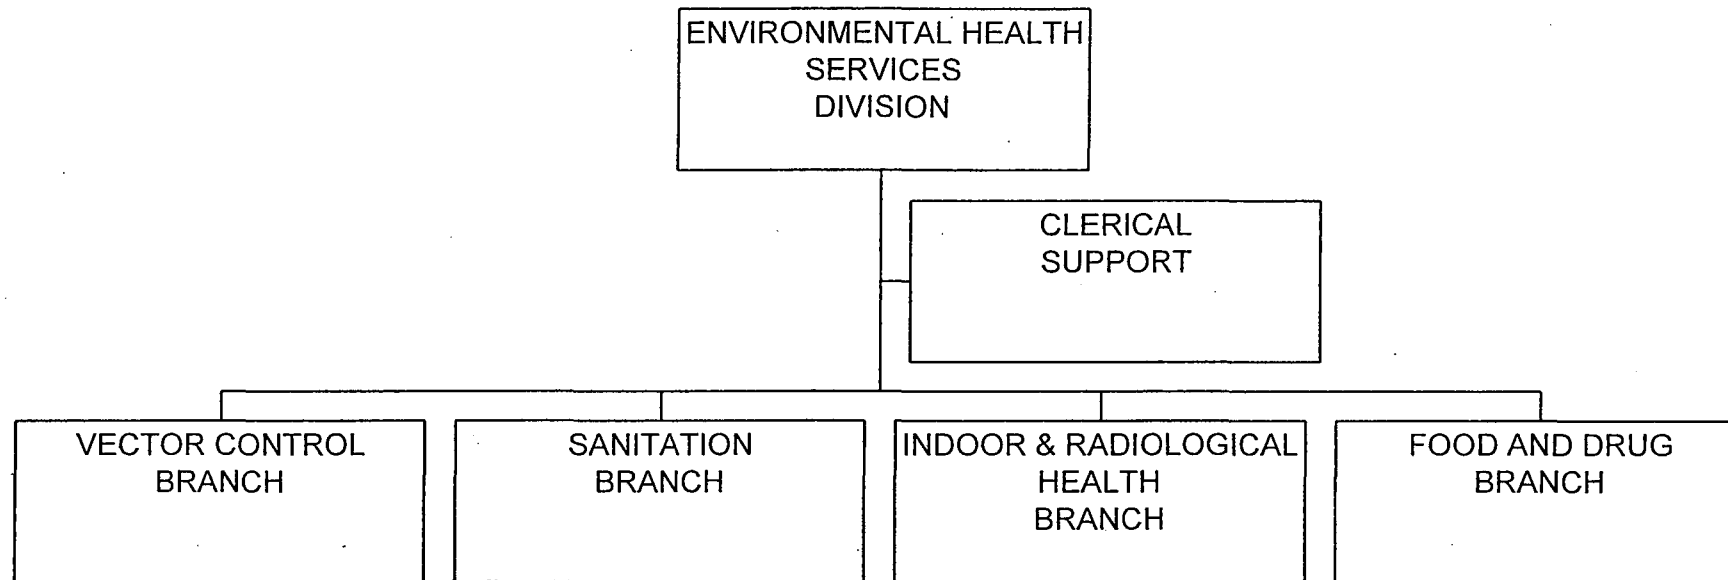 ENVIRONMENTAL HEALTH
SERVICES
DIVISION
CLERICAL
SUPPORT
VECTOR CONTROL
BRANCH
SANITATION
BRANCH
INDOOR & RADIOLOGICAL
HEALTH
BRANCH
FOOD AND DRUG
BRANCH